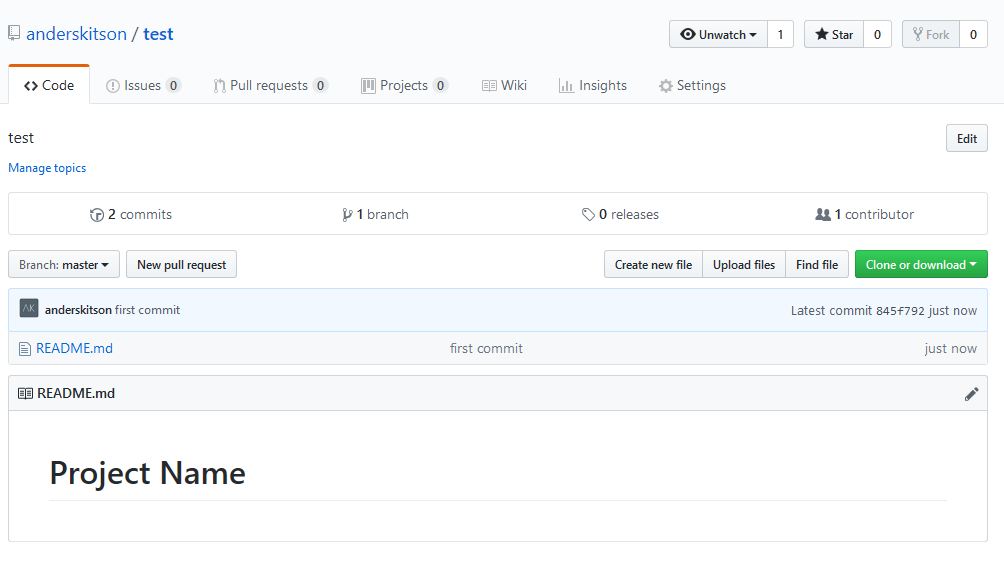 anderskitson / test Unwatch 1 Star 0 Fork 0
Code Issues 0 Pull requests 0 Projects 0 Wiki Insights Settings
test Edit
Manage topics
2 commits 1 branch 0 releases 1 contributor
Branch: master New pull request Create new file Upload files Find file Clone or download
AK anderskitson first commit Latest commit 845f792 just now
README.md first commit just now
README.md
Project Name